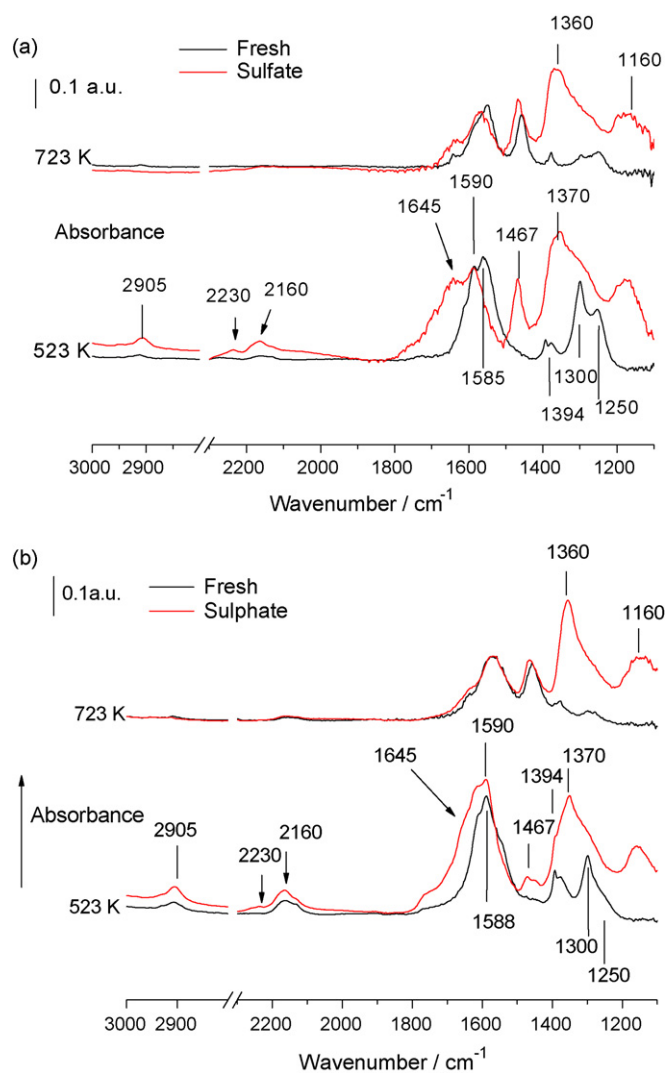 (a)
1360
Fresh
1160
Sulfate
0.1 a.u.
723 K
1590
1370
1645
1467
Absorbance
2905
2230
2160
523 K
1585
1300
1394
1250
3000 2900 2200 2000 1800 1600 1400 1200
Wavenumber / cm-1
(b)
1360
Fresh
0.1a.u.
Sulphate
1160
723 K
1590
1645
1394
1370
Absorbance
2905
2160
1467
2230
523 K
1588
1300
1250
3000 2900 2200 2000 1800 1600 1400 1200
Wavenumber / cm-1